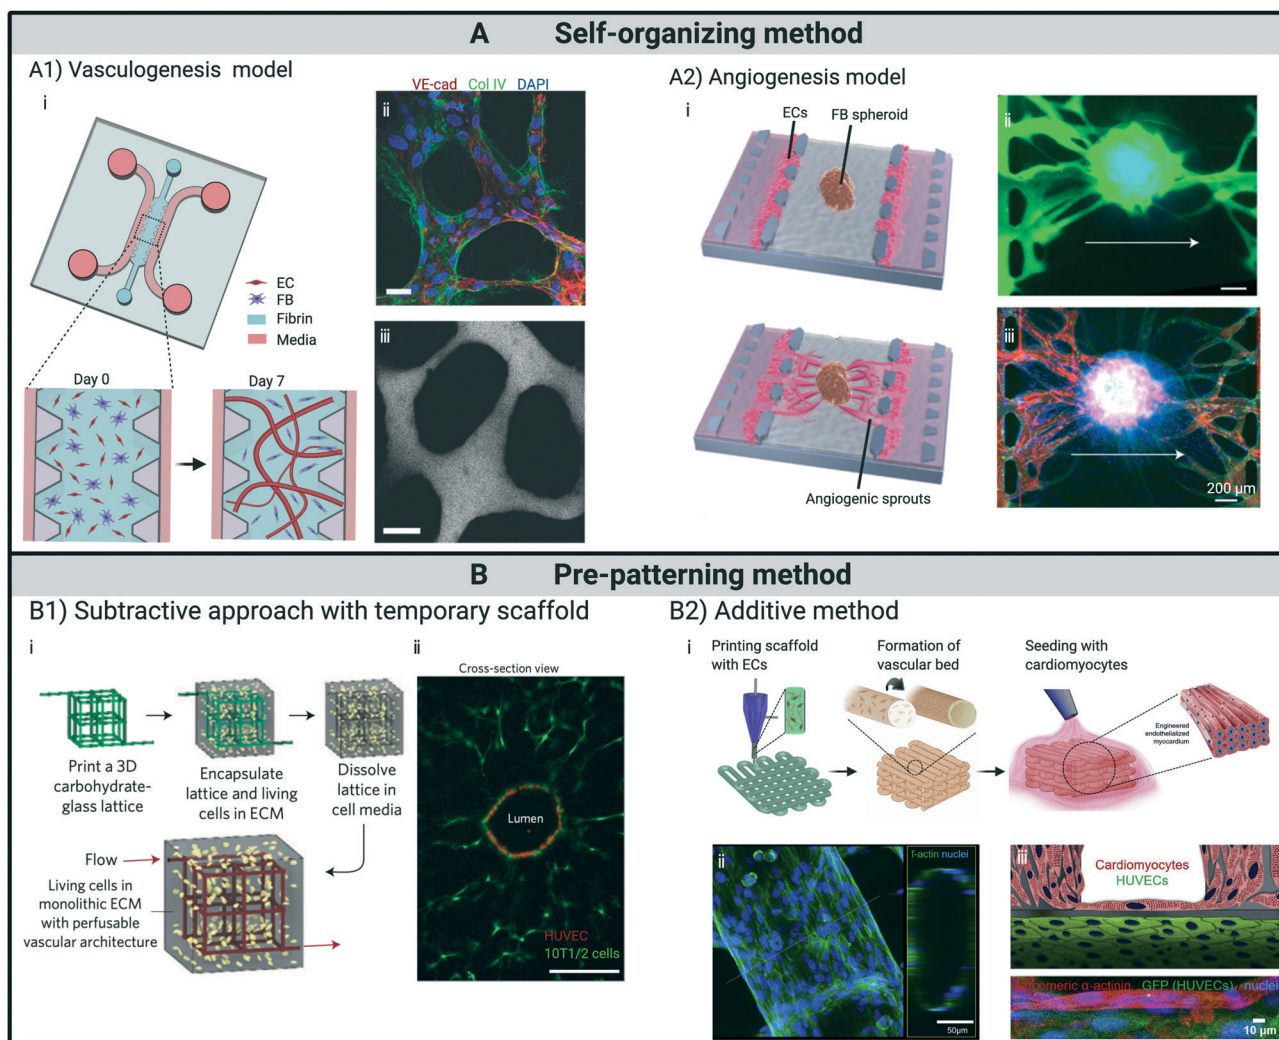 A Self-organizing method
A1) Vasculogenesis model
i
EC
FB
Fibrin
Media
Day 0
Day 7
VE-cad Col IV DAPI
ii
iii
A2) Angiogenesis model
i
ECs
FB spheroid
Angiogenic sprouts
ii
iii
200 µm
B Pre-patterning method
B1) Subtractive approach with temporary scaffold
i
Print a 3D
carbohydrate-
glass lattice
Encapsulate
lattice and living
cells in ECM
Dissolve
lattice in
cell media
Flow
Living cells in
monolithic ECM
with perfusable
vascular architecture
ii
Cross-section view
Lumen
HUVEC
10T1/2 cells
B2) Additive method
i
Printing scaffold
with ECs
Formation of
vascular bed
Seeding with
cardiomyocytes
Engineered
endothelialized
myocardium
ii
f-actin nuclei
50µm
iii
Cardiomyocytes
HUVECs
sarcomeric α-actinin GFP (HUVECs) nuclei
10 µm